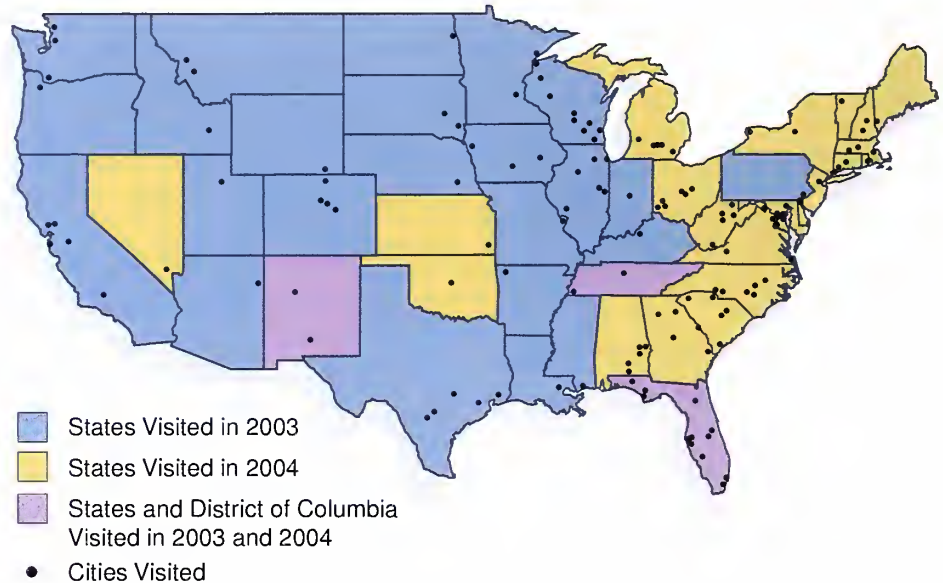 States Visited in 2003
States Visited in 2004
States and District of Columbia
Visited in 2003 and 2004
Cities Visited